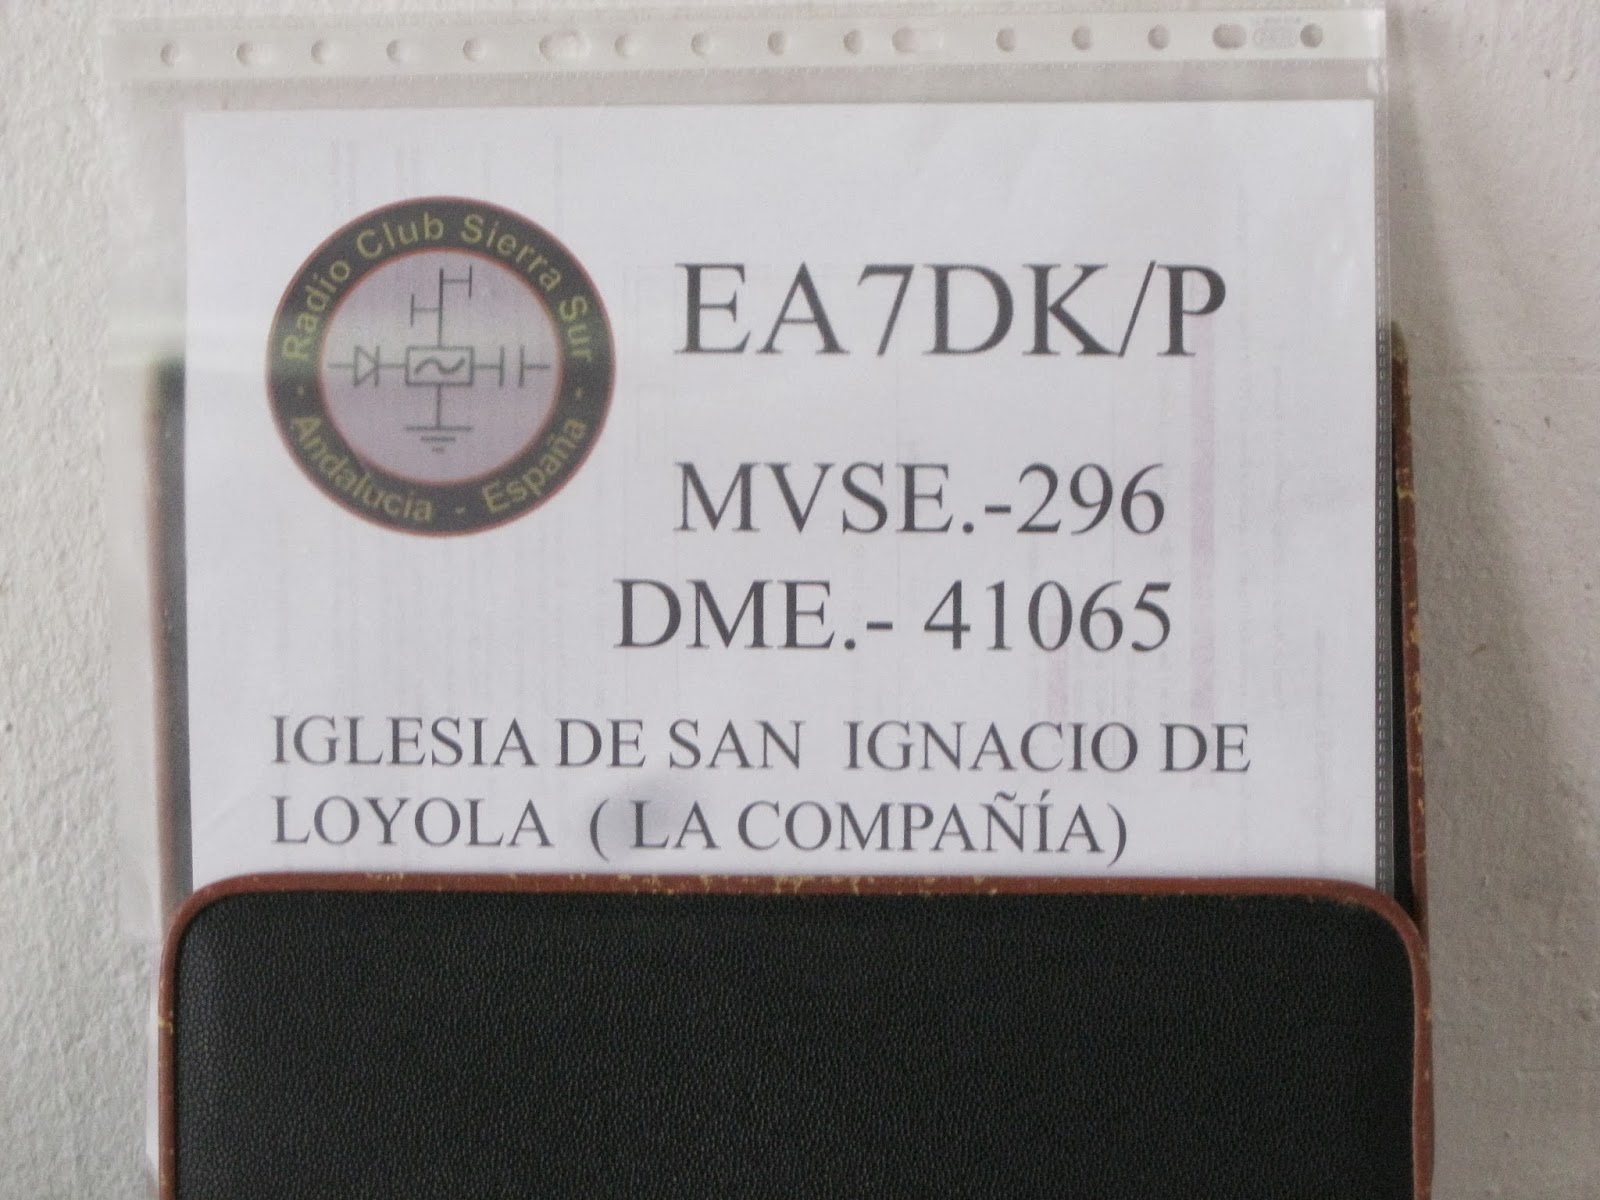 Radio Club Sierra Sur
- Andalucía - España -
EA7DK/P
MVSE.-296
DME.- 41065
IGLESIA DE SAN IGNACIO DE
LOYOLA ( LA COMPAÑÍA)